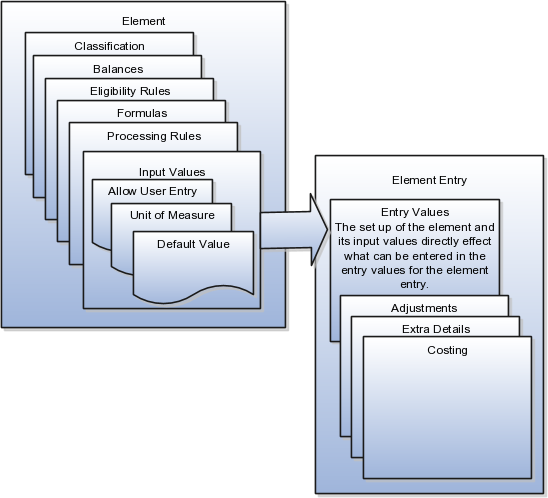 Element
Classification
Balances
Eligibility Rules
Formulas
Processing Rules
Input Values
Allow User Entry
Unit of Measure
Default Value
Element Entry
Entry Values
The set up of the element and
its input values directly effect
what can be entered in the
entry values for the element
entry.
Adjustments
Extra Details
Costing